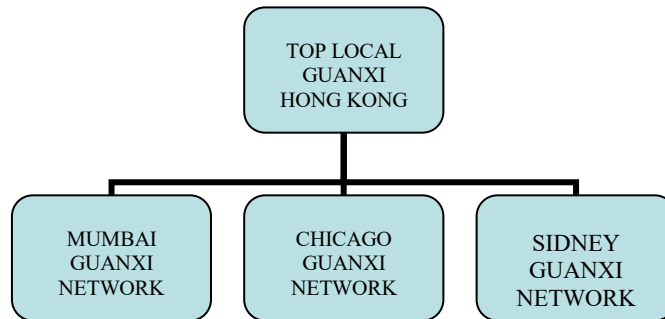 TOP LOCAL
GUANXI
HONG KONG
MUMBAI
GUANXI
NETWORK
CHICAGO
GUANXI
NETWORK
SIDNEY
GUANXI
NETWORK